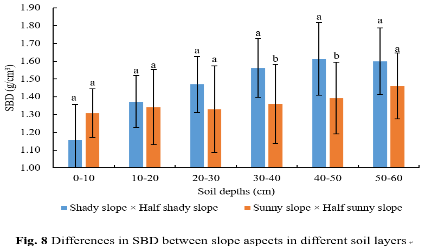 1.90
1.80
1.70
1.60
1.50
1.40
1.30
1.20
1.10
1.00
SBD (g/cm³)
a a a a a a a b a b a a
0-10 10-20 20-30 30-40 40-50 50-60
Soil depths (cm)
Shady slope × Half shady slope Sunny slope × Half sunny slope
Fig. 8 Differences in SBD between slope aspects in different soil layers